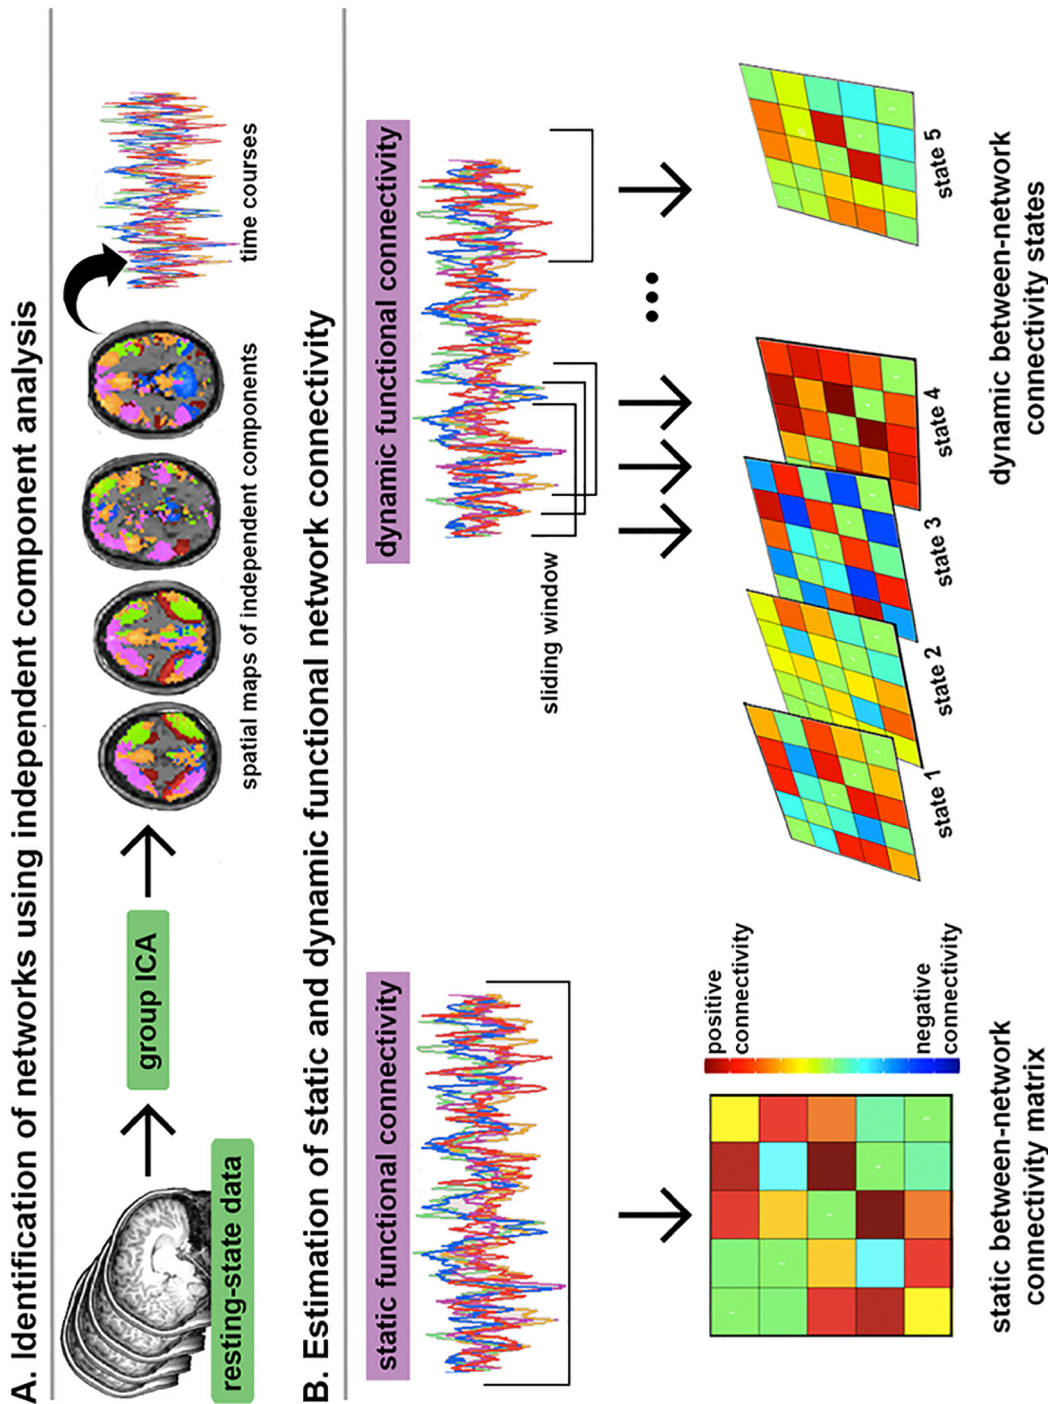 A. Identification of networks using independent component analysis
resting-state data
group ICA
spatial maps of independent components
time courses
B. Estimation of static and dynamic functional network connectivity
static functional connectivity
positive
connectivity
negative
connectivity
static between-network
connectivity matrix
dynamic functional connectivity
sliding window
...
state 1
state 2
state 3
state 4
state 5
dynamic between-network
connectivity states